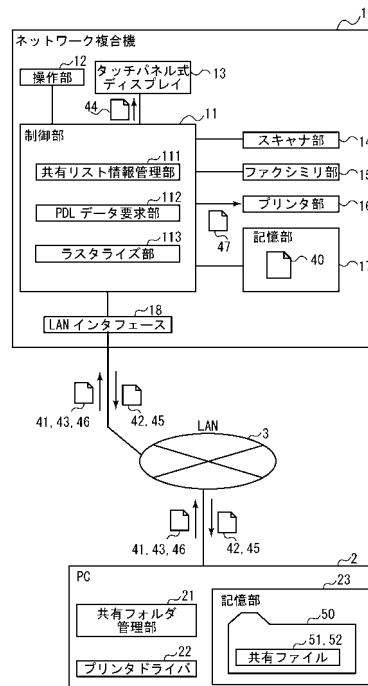 1
ネットワーク複合機
12
操作部
タッチパネル式
ディスプレイ
13
44
11
制御部
111
共有リスト情報管理部
112
PDL データ要求部
113
ラスタライズ部
スキャナ部
14
ファクシミリ部
15
プリンタ部
16
47
記憶部
40
17
18
LAN インタフェース
41, 43, 46
42, 45
LAN
3
41, 43, 46
42, 45
2
PC
21
共有フォルダ
管理部
22
プリンタドライバ
23
記憶部
50
51, 52
共有ファイル